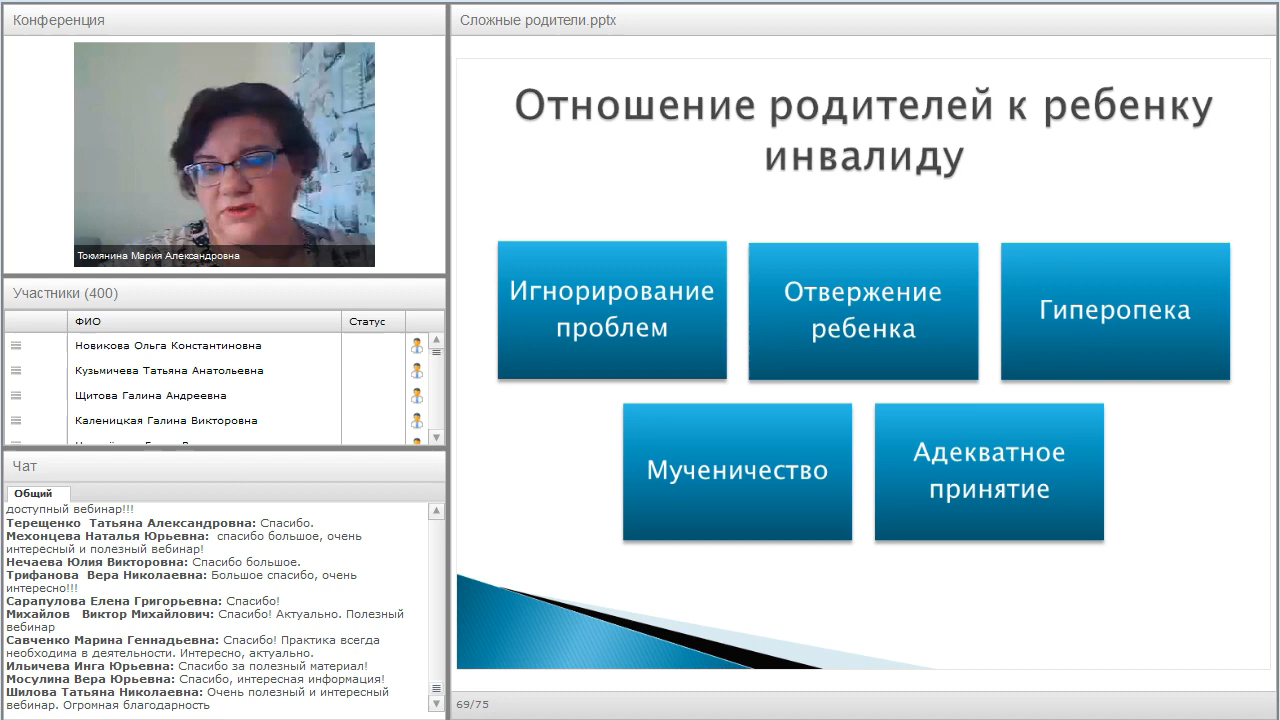 Конференция
Токмянина Мария Александровна
Участники (400)
ФИО
Статус
Новикова Ольга Константиновна
Кузьмичева Татьяна Анатольевна
Щитова Галина Андреевна
Каленицкая Галина Викторовна
Чат
Общий
доступный вебинар!!!
Терещенко Татьяна Александровна: Спасибо.
Мехонцева Наталья Юрьевна: спасибо большое, очень
интересный и полезный вебинар!
Нечаева Юлия Викторовна: Спасибо большое.
Трифанова Вера Николаевна: Большое спасибо, очень
интересно!!!
Сарапулова Елена Григорьевна: Спасибо!
Михайлов Виктор Михайлович: Спасибо! Актуально. Полезный
вебинар
Савченко Марина Геннадьевна: Спасибо! Практика всегда
необходима в деятельности. Интересно, актуально.
Ильичева Инга Юрьевна: Спасибо за полезный материал!
Мосулина Вера Юрьевна: Спасибо, интересная информация!
Шилова Татьяна Николаевна: Очень полезный и интересный
вебинар. Огромная благодарность
Сложные родители.pptx
Отношение родителей к ребенку
инвалиду
Игнорирование
проблем
Отвержение
ребенка
Гиперопека
Мученичество
Адекватное
принятие
69/75